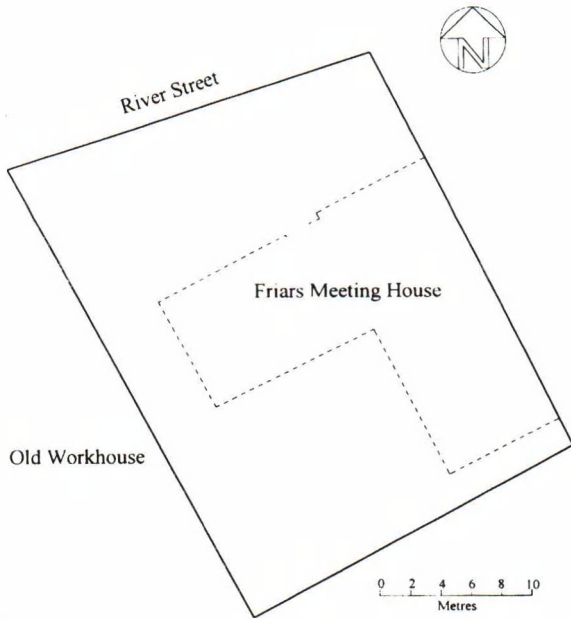 N
River Street
Friars Meeting House
Old Workhouse
0 2 4 6 8 10
Metres